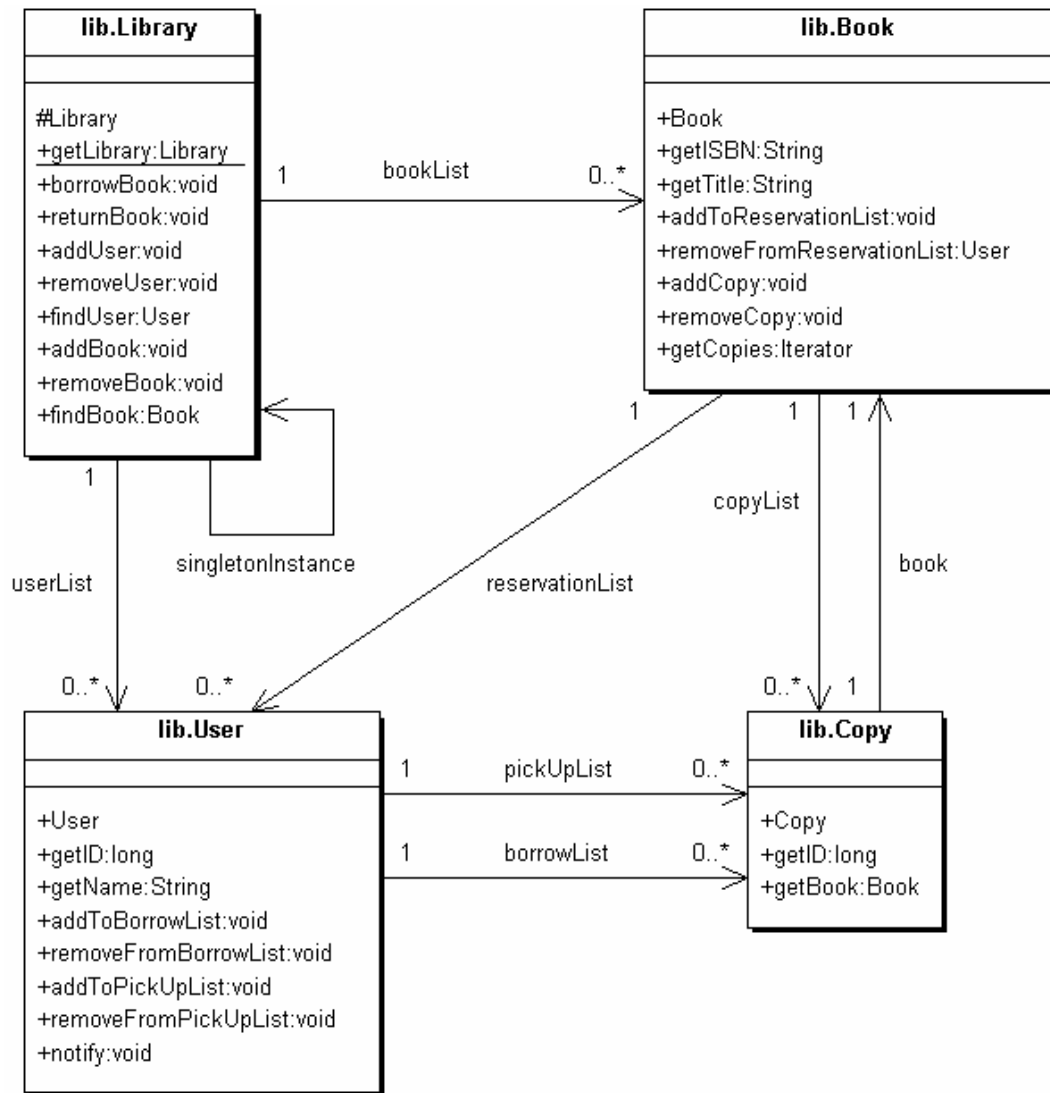 lib.Library
#Library
+getLibrary:Library
+borrowBook:void
+returnBook:void
+addUser:void
+removeUser:void
+findUser:User
+addBook:void
+removeBook:void
+findBook:Book
1 bookList 0..*
lib.Book
+Book
+getISBN:String
+getTitle:String
+addToReservationList:void
+removeFromReservationList:User
+addCopy:void
+removeCopy:void
+getCopies:Iterator
1
singletonInstance
userList
0..*
1
reservationList
0..*
1
copyList
0..*
1
book
1
lib.User
+User
+getID:long
+getName:String
+addToBorrowList:void
+removeFromBorrowList:void
+addToPickUpList:void
+removeFromPickUpList:void
+notify:void
1 pickUpList 0..*
1 borrowList 0..*
lib.Copy
+Copy
+getID:long
+getBook:Book